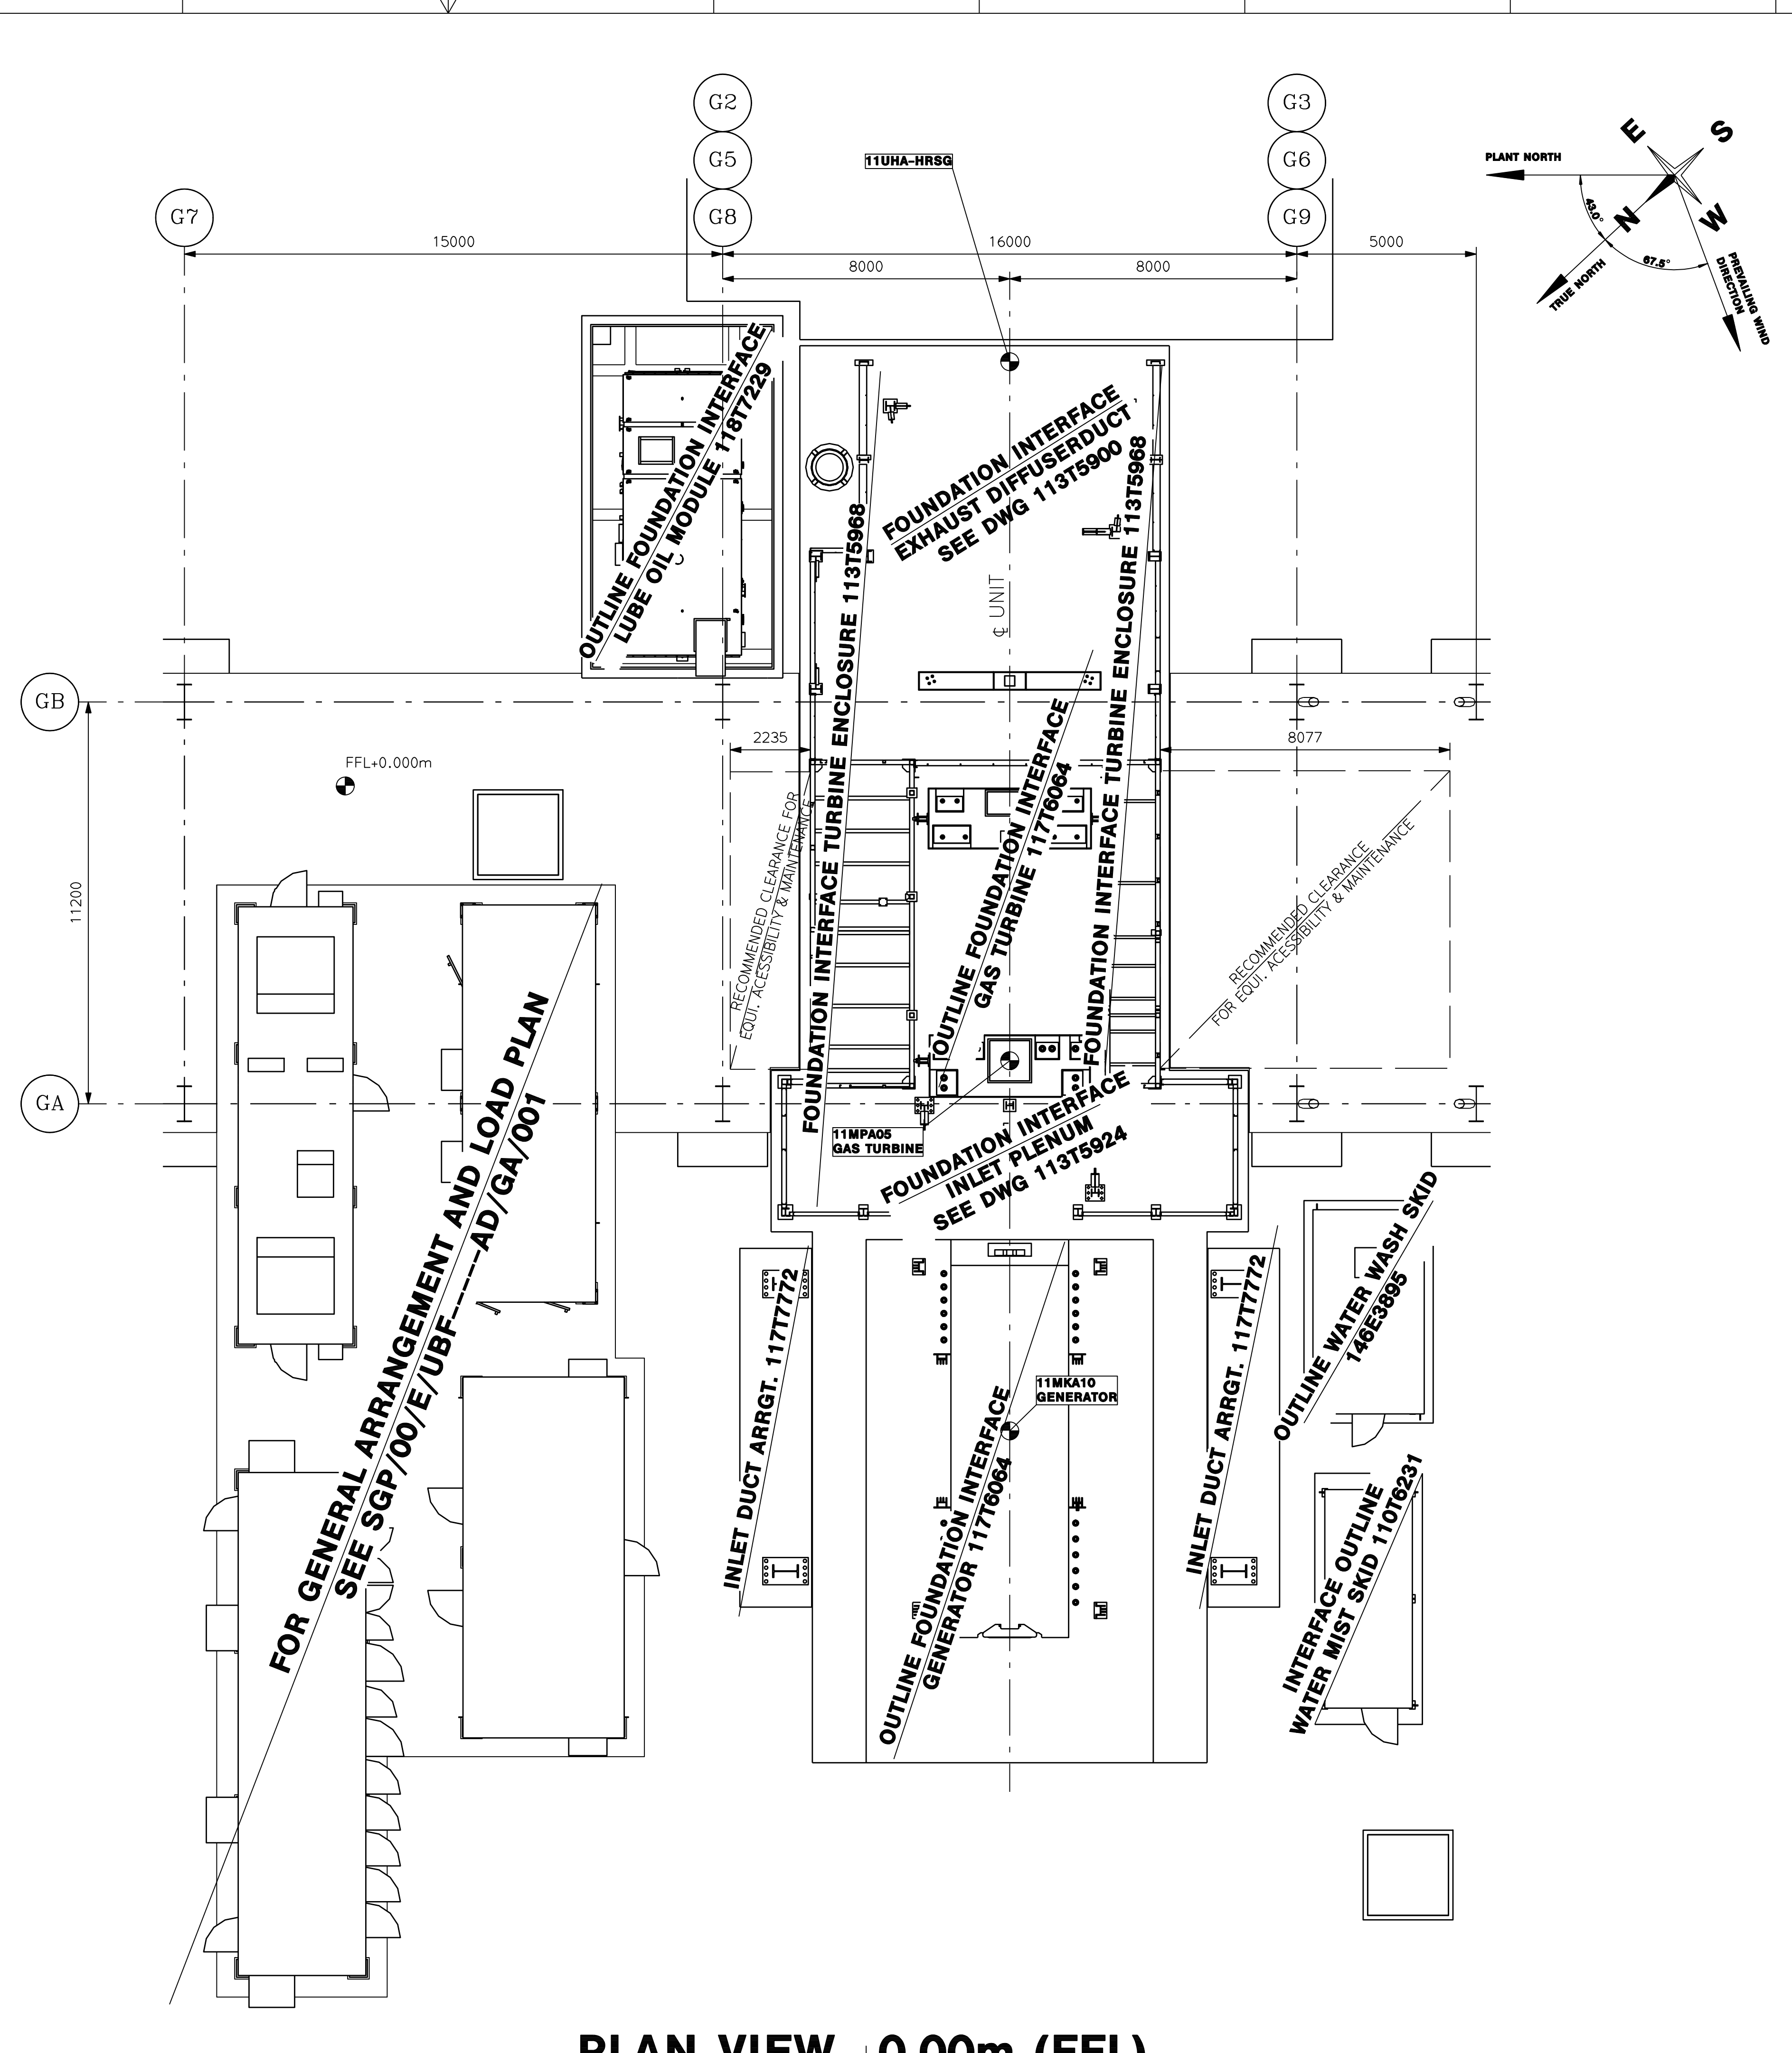 G2
G3
11UHA-HRSG
G5
G6
G7
G8
G9
15000
16000
5000
8000
8000
E
S
N
W
PLANT NORTH
43.0°
67.5°
TRUE NORTH
PREVAILING WIND
DIRECTION
OUTLINE FOUNDATION INTERFACE
LUBE OIL MODULE 118T7229
FOUNDATION INTERFACE
EXHAUST DIFFUSERDUCT
SEE DWG 113T5900
FOUNDATION INTERFACE TURBINE ENCLOSURE 113T5968
FOUNDATION INTERFACE TURBINE ENCLOSURE 113T5968
℄ UNIT
GB
2235
8077
FFL+0.000m
RECOMMENDED CLEARANCE FOR
EQUI. ACESSIBILITY & MAINTENANCE
OUTLINE FOUNDATION INTERFACE
GAS TURBINE 117T6064
RECOMMENDED CLEARANCE
FOR EQUI. ACESSIBILITY & MAINTENANCE
11200
GA
11MPA05
GAS TURBINE
FOUNDATION INTERFACE
INLET PLENUM
SEE DWG 113T5924
FOR GENERAL ARRANGEMENT AND LOAD PLAN
SEE SGP/00/E/UBF-----AD/GA/001
INLET DUCT ARRGT. 117T7772
INLET DUCT ARRGT. 117T7772
OUTLINE WATER WASH SKID
146E3895
11MKA10
GENERATOR
OUTLINE FOUNDATION INTERFACE
GENERATOR 117T6064
INTERFACE OUTLINE
WATER MIST SKID 110T6231
PLAN VIEW ±0.00m (FFL)